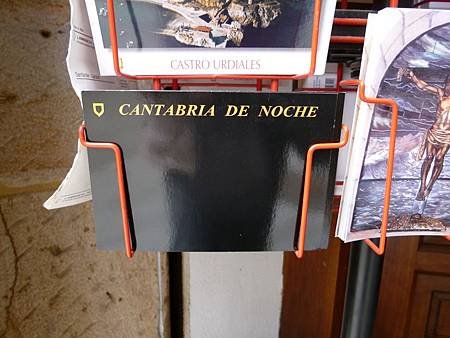 CASTRO URDIALES
CANTABRIA DE NOCHE